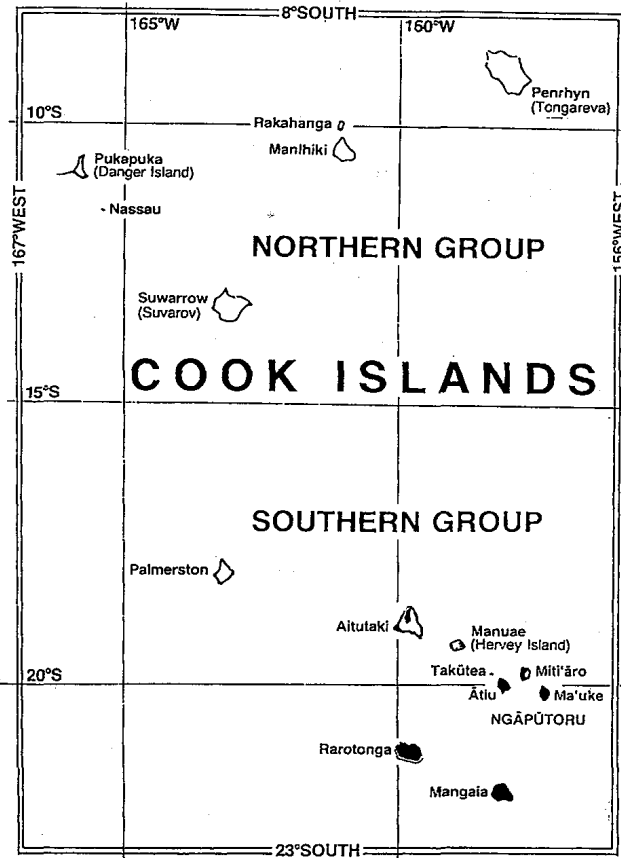 8°SOUTH
165°W
160°W
Penrhyn
(Tongareva)
10°S
Rakahanga
Manihiki
Pukapuka
(Danger Island)
Nassau
167°WEST
156°WEST
NORTHERN GROUP
Suwarrow
(Suvarov)
COOK ISLANDS
15°S
SOUTHERN GROUP
Palmerston
Aitutaki
Manuae
(Hervey Island)
Takūtea
Miti'āro
20°S
Ātiu
Ma'uke
NGĀPŪTORU
Rarotonga
Mangaia
23°SOUTH